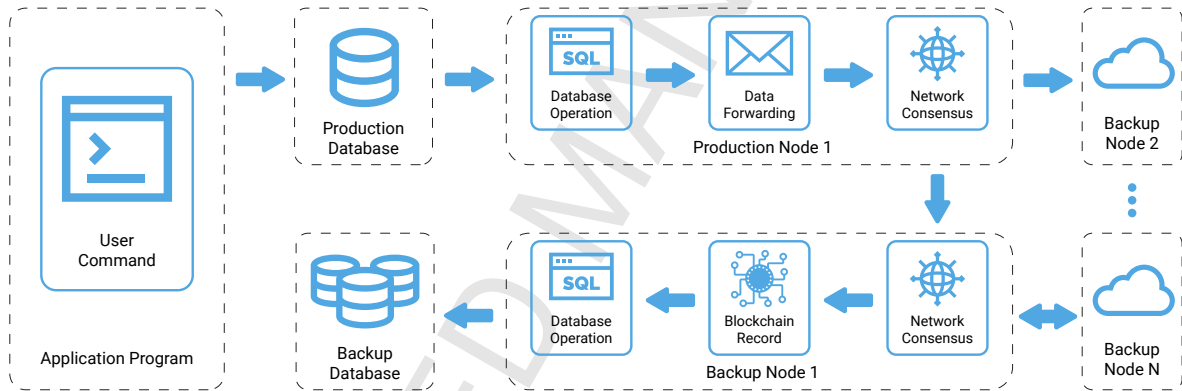 User
Command
Application Program
Production
Database
SQL
Database
Operation
Data
Forwarding
Network
Consensus
Production Node 1
Backup
Node 2
Backup
Database
SQL
Database
Operation
Blockchain
Record
Network
Consensus
Backup Node 1
Backup
Node N